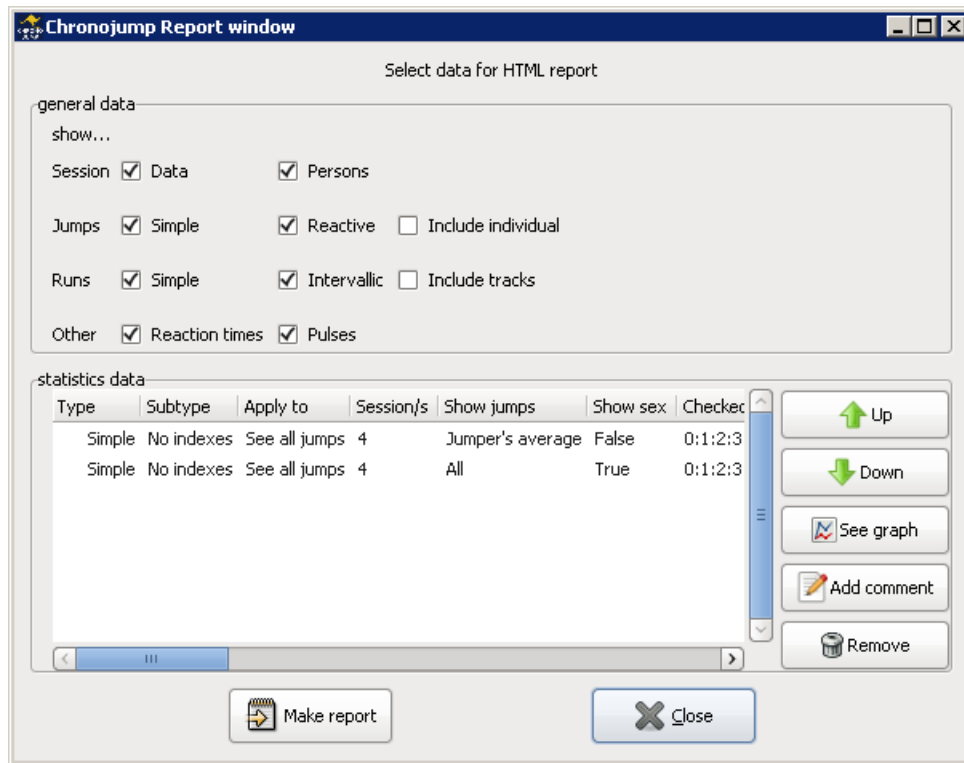 Chronojump Report window
Select data for HTML report
general data
show...
Session Data Persons
Jumps Simple Reactive Include individual
Runs Simple Intervallic Include tracks
Other Reaction times Pulses
statistics data
Type Subtype Apply to Session/s Show jumps Show sex Checked
Simple No indexes See all jumps 4 Jumper's average False 0:1:2:3
Simple No indexes See all jumps 4 All True 0:1:2:3
Up
Down
See graph
Add comment
Remove
Make report Close